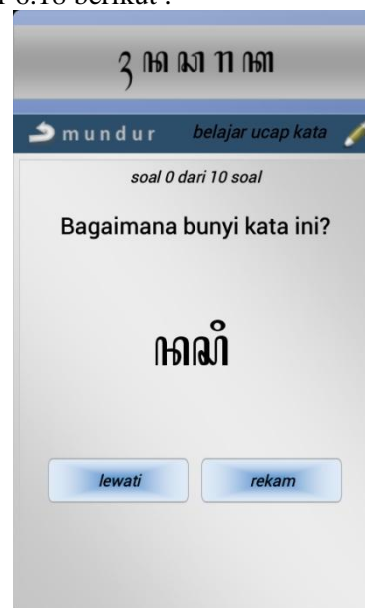 6.18 berikut :
mundur belajar ucap kata
soal 0 dari 10 soal
Bagaimana bunyi kata ini?
lewati rekam